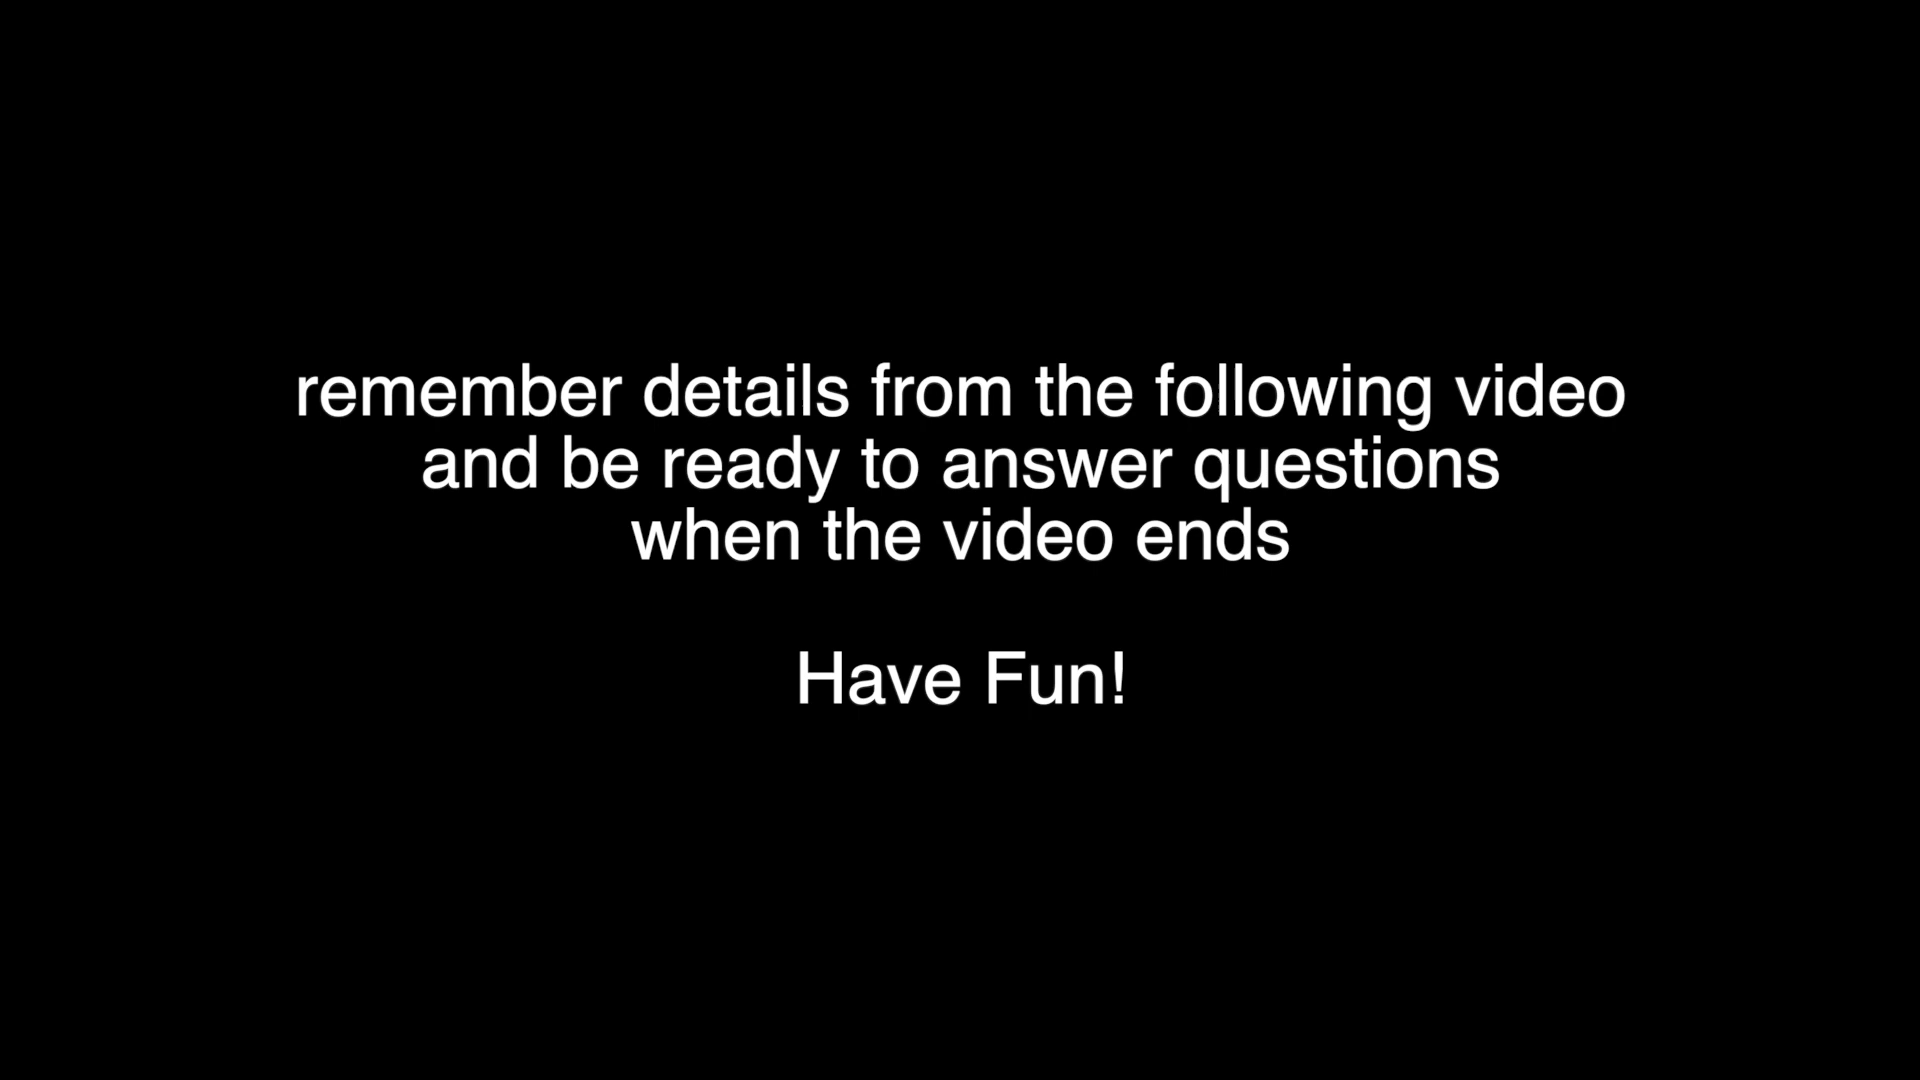 remember details from the following video
and be ready to answer questions
when the video ends
Have Fun!